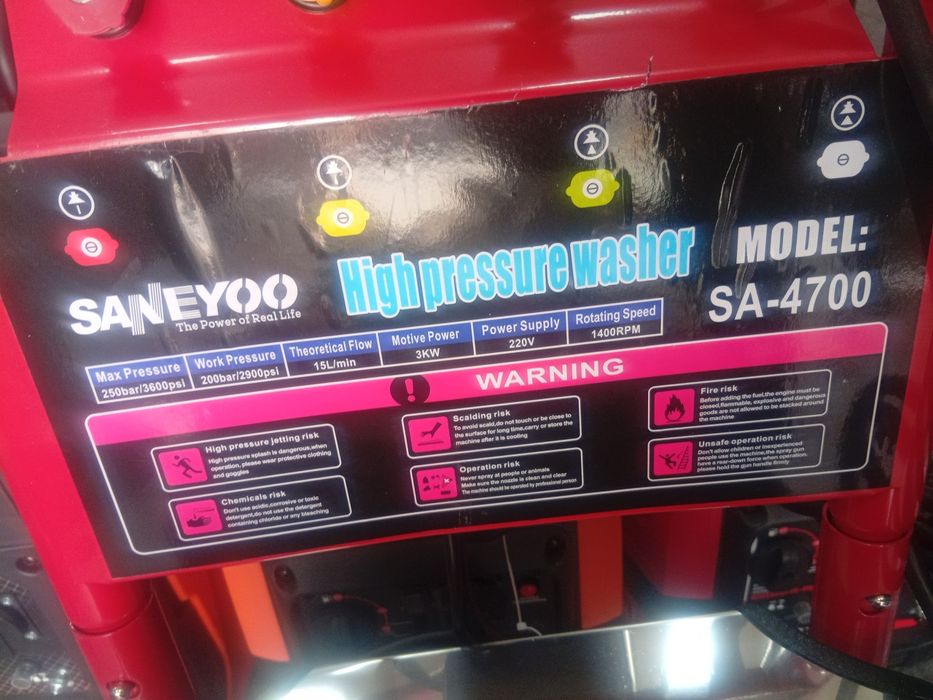 High pressure washer
MODEL:
SA-4700
SANEYOO
The Power of Real Life
Max Pressure
250bar/3600psi
Work Pressure
200bar/2900psi
Theoretical Flow
15L/min
Motive Power
3KW
Power Supply
220V
Rotating Speed
1400RPM
WARNING
High pressure jetting risk
High pressure splash is dangerous,when
operation, please wear protective clothing
and goggles
Scalding risk
To avoid scald,do not touch or be close to
the surface for long time,carry or store the
machine after it is cooling
Fire risk
Before adding the fuel,the engine must be
closed,flammable, explosive and dangerous
goods are not allowed to be stacked around
the machine
Chemicals risk
Don't use asidic,corrosive or toxic
detergent,do not use the detergent
containing chloride or any bleaching
Operation risk
Never spray at people or animals
Make sure the nozzle is clean and clear
The machine should be operated by professional person
Unsafe operation risk
Don't allow children or inexperienced
people use the machine,the spray gun
have a rear-down force when operation,
please hold the gun handle firmly